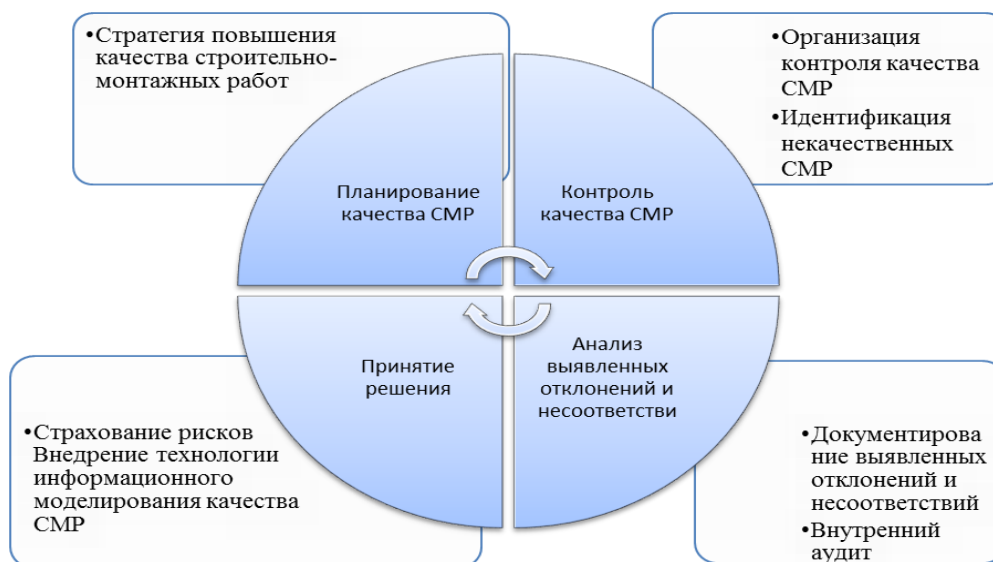 •Стратегия повышения
качества строительно-
монтажных работ
•Организация
контроля качества
СМР
•Идентификация
некачественных
СМР
Планирование
качества СМР
Контроль
качества СМР
Принятие
решения
Анализ
выявленных
отклонений и
несоответстви
•Страхование рисков
Внедрение технологии
информационного
моделирования качества
СМР
•Документирова
ние выявленных
отклонений и
несоответствий
•Внутренний
аудит